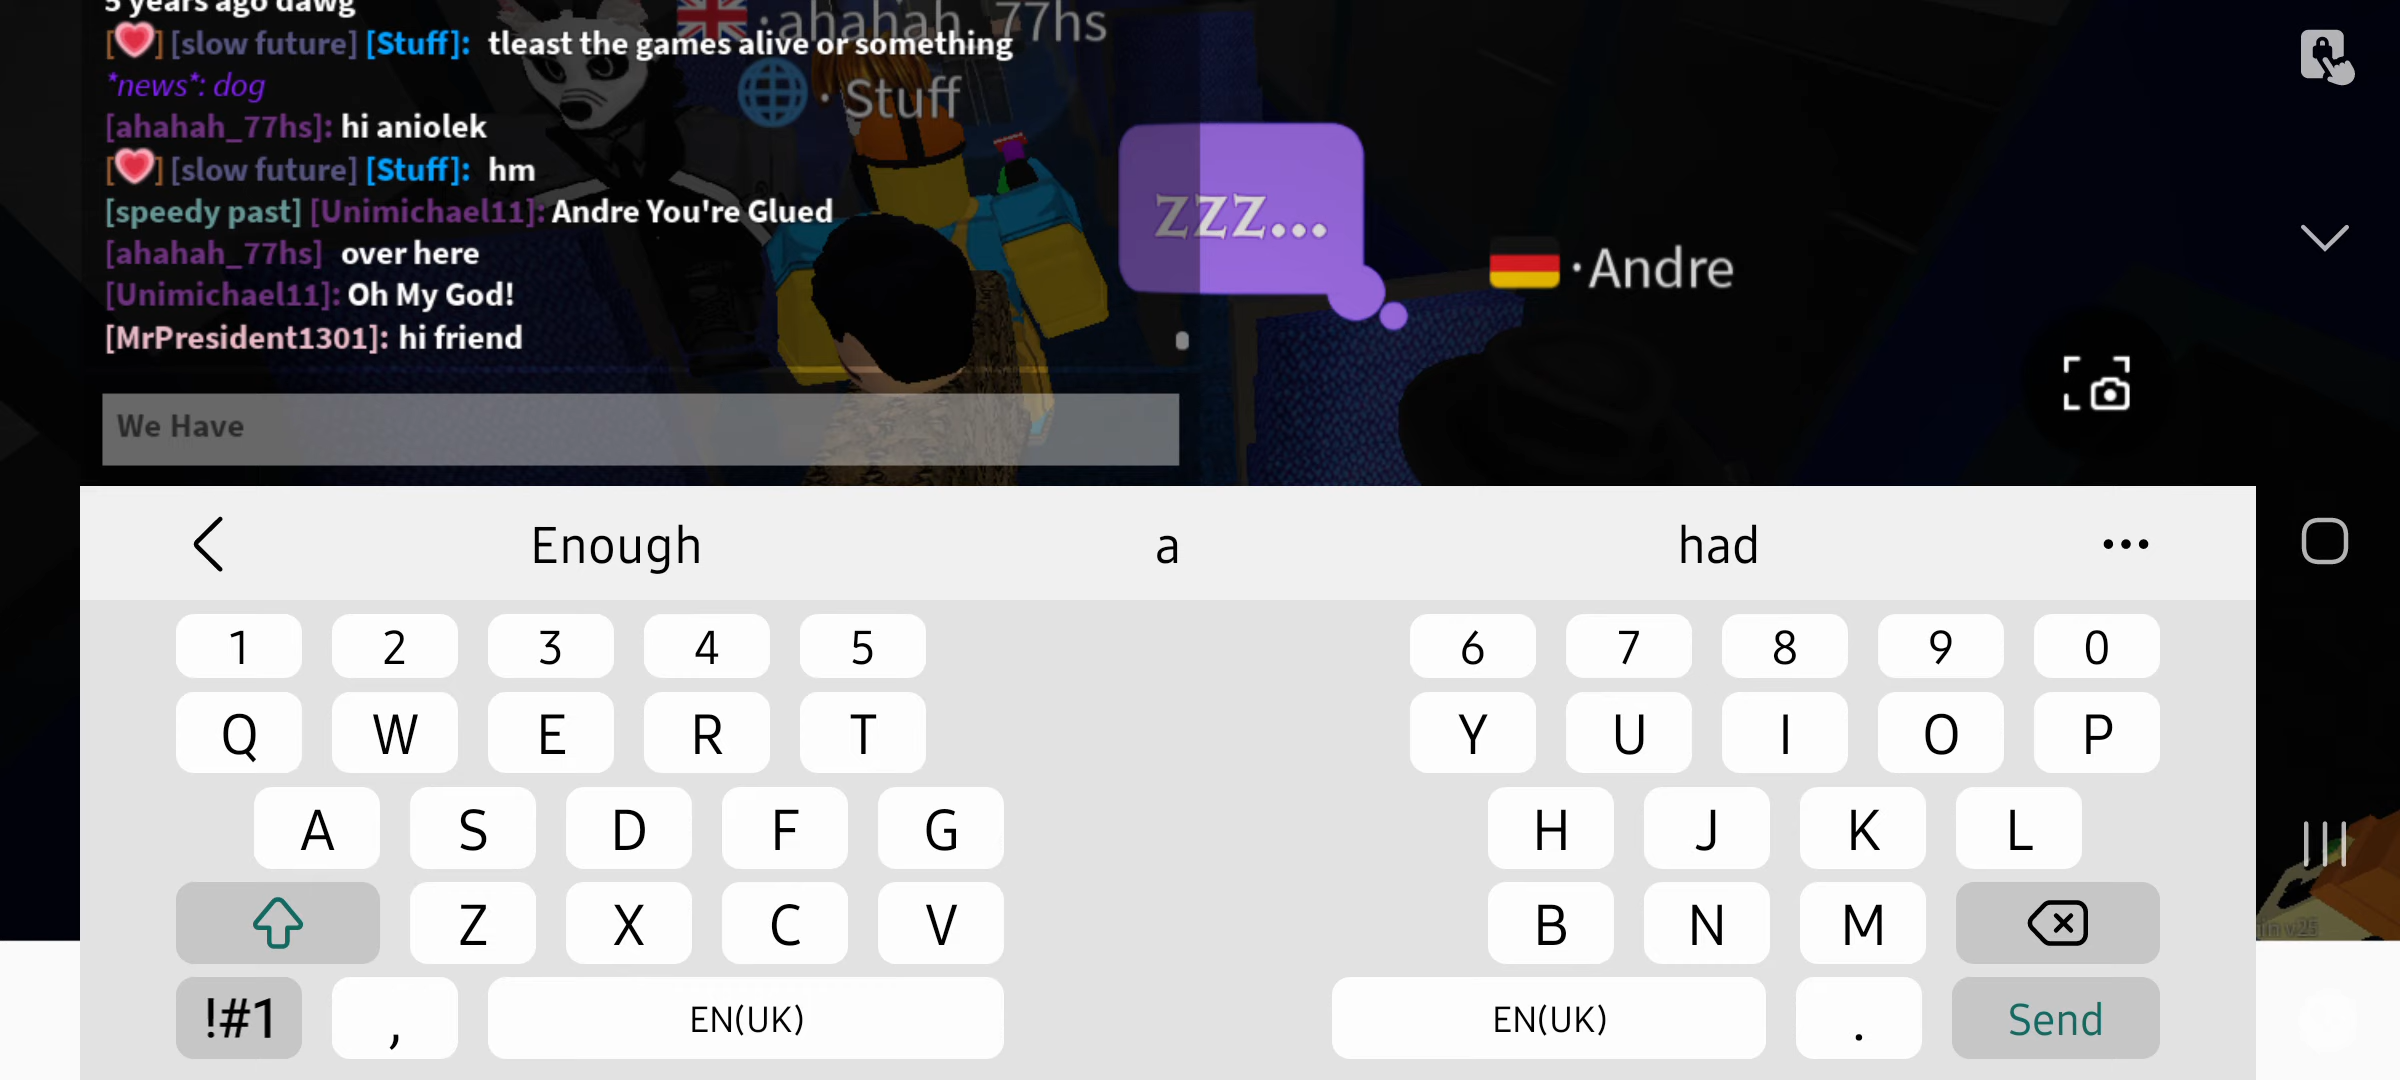 5 years ago dawg
[❤️] [slow future] [Stuff]: tleast the games alive or something
*news*: dog
[ahahah_77hs]: hi aniolek
[❤️] [slow future] [Stuff]: hm
[speedy past] [Unimichael11]: Andre You're Glued
[ahahah_77hs] over here
[Unimichael11]: Oh My God!
[MrPresident1301]: hi friend
· ahahah_77hs
· Stuff
zzz...
· Andre
We Have
Enough a had ...
1 2 3 4 5 6 7 8 9 0
Q W E R T Y U I O P
A S D F G H J K L
Z X C V B N M
!#1 , EN(UK) EN(UK) . Send